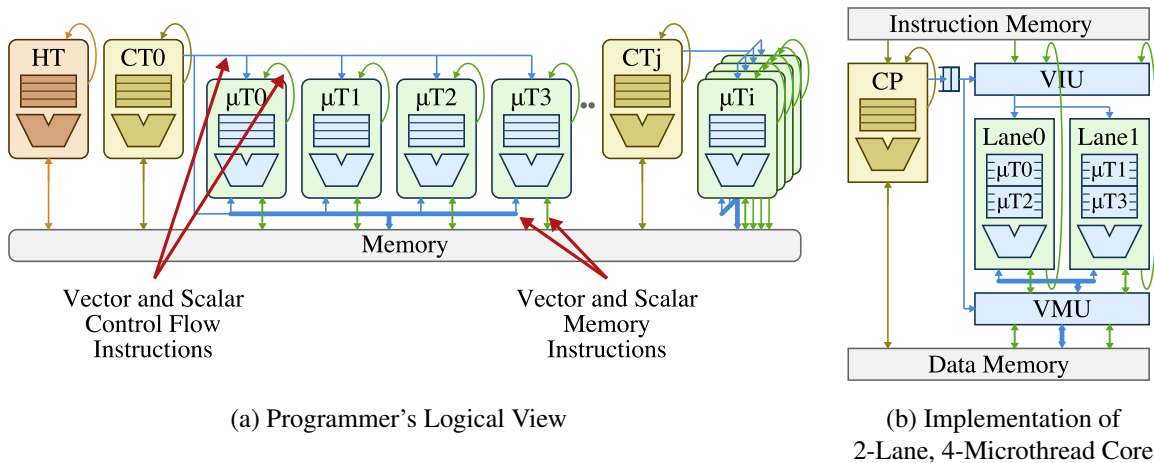 HT
CT0
μT0
μT1
μT2
μT3
CTj
μTi
Memory
Vector and Scalar
Control Flow
Instructions
Vector and Scalar
Memory
Instructions
(a) Programmer's Logical View
Instruction Memory
CP
VIU
Lane0
Lane1
μT0
μT1
μT2
μT3
VMU
Data Memory
(b) Implementation of
2-Lane, 4-Microthread Core